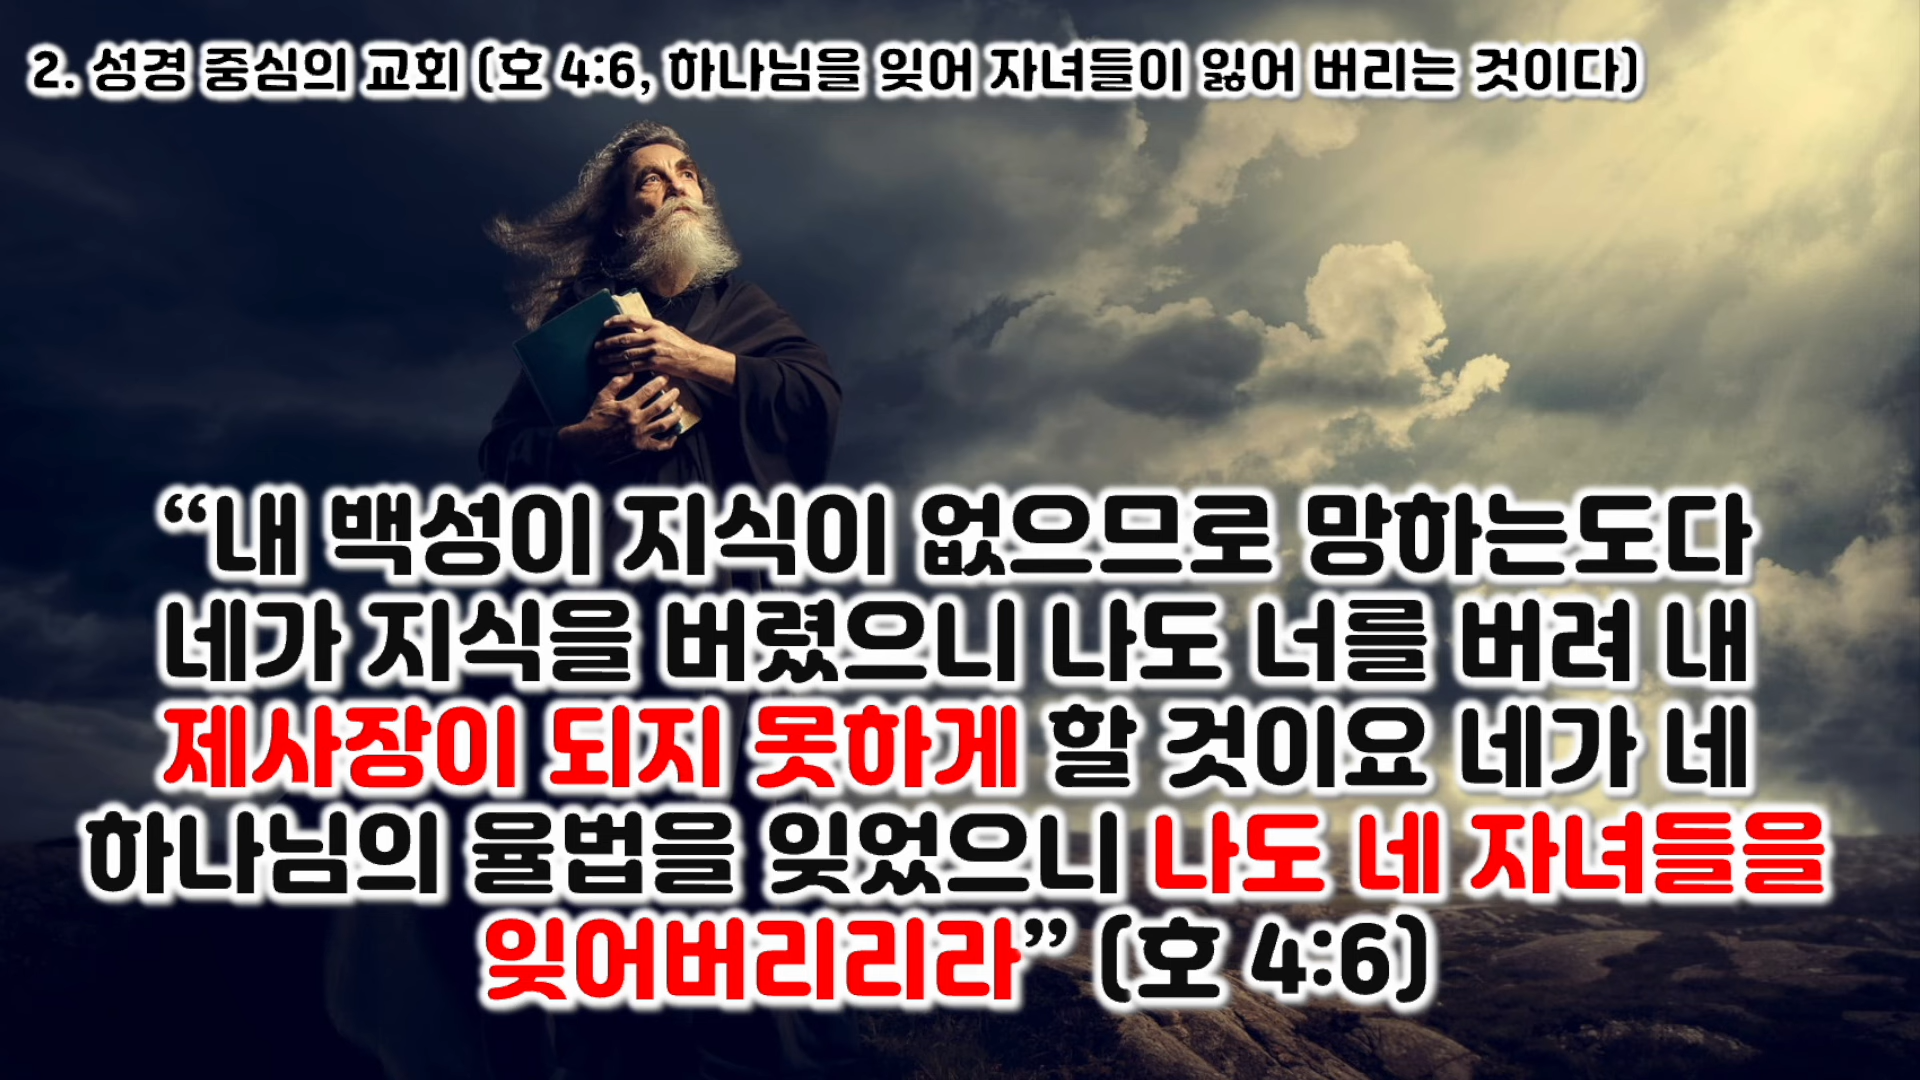 2. 성경 중심의 교회 (호 4:6, 하나님을 잊어 자녀들이 잃어 버리는 것이다)
“내 백성이 지식이 없으므로 망하는도다
네가 지식을 버렸으니 나도 너를 버려 내
제사장이 되지 못하게 할 것이요 네가 네
하나님의 율법을 잊었으니 나도 네 자녀들을
잊어버리리라” (호 4:6)